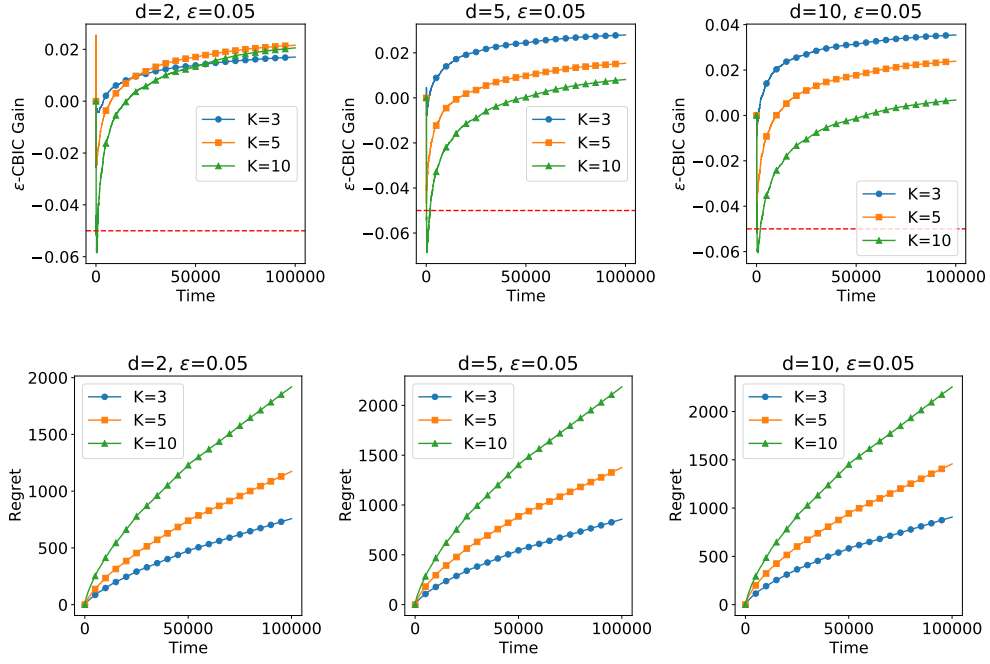 d=2, ε=0.05
ε-CBIC Gain
0.02
0.00
−0.02
−0.04
−0.06
K=3
K=5
K=10
0
50000
100000
Time
d=5, ε=0.05
ε-CBIC Gain
0.02
0.00
−0.02
−0.04
−0.06
K=3
K=5
K=10
0
50000
100000
Time
d=10, ε=0.05
ε-CBIC Gain
0.04
0.02
0.00
−0.02
−0.04
−0.06
K=3
K=5
K=10
0
50000
100000
Time
d=2, ε=0.05
Regret
2000
1500
1000
500
0
K=3
K=5
K=10
0
50000
100000
Time
d=5, ε=0.05
Regret
2000
1500
1000
500
0
K=3
K=5
K=10
0
50000
100000
Time
d=10, ε=0.05
Regret
2000
1500
1000
500
0
K=3
K=5
K=10
0
50000
100000
Time